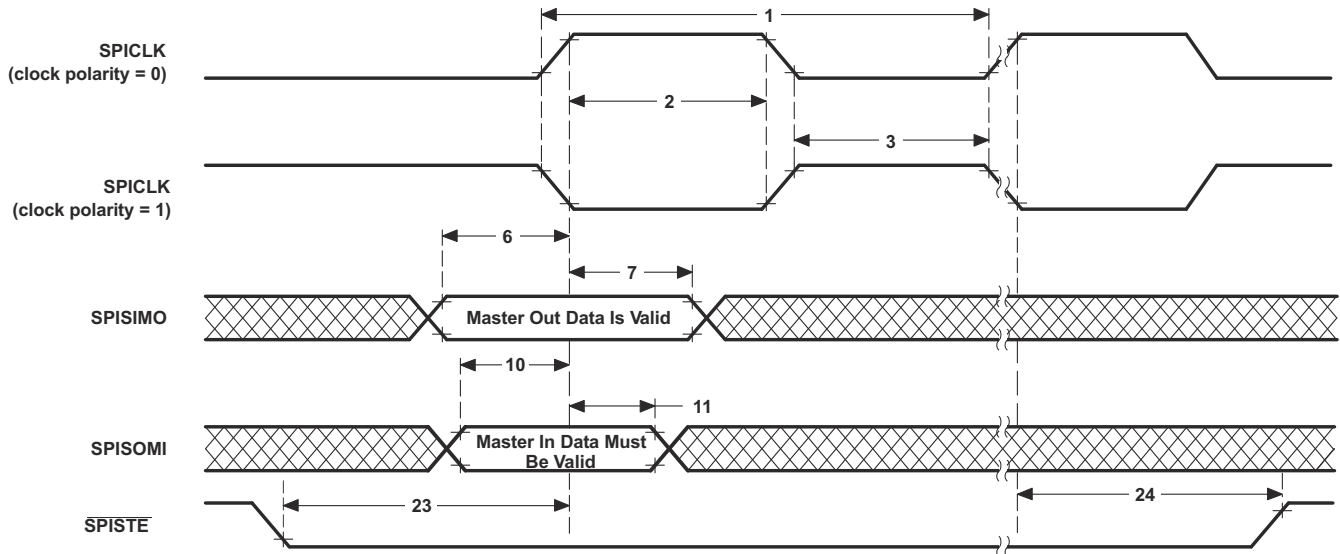 1
SPICLK
(clock polarity = 0)
2
3
SPICLK
(clock polarity = 1)
6
7
SPISIMO
Master Out Data Is Valid
10
11
SPISOMI
Master In Data Must
Be Valid
23
24
SPISTE